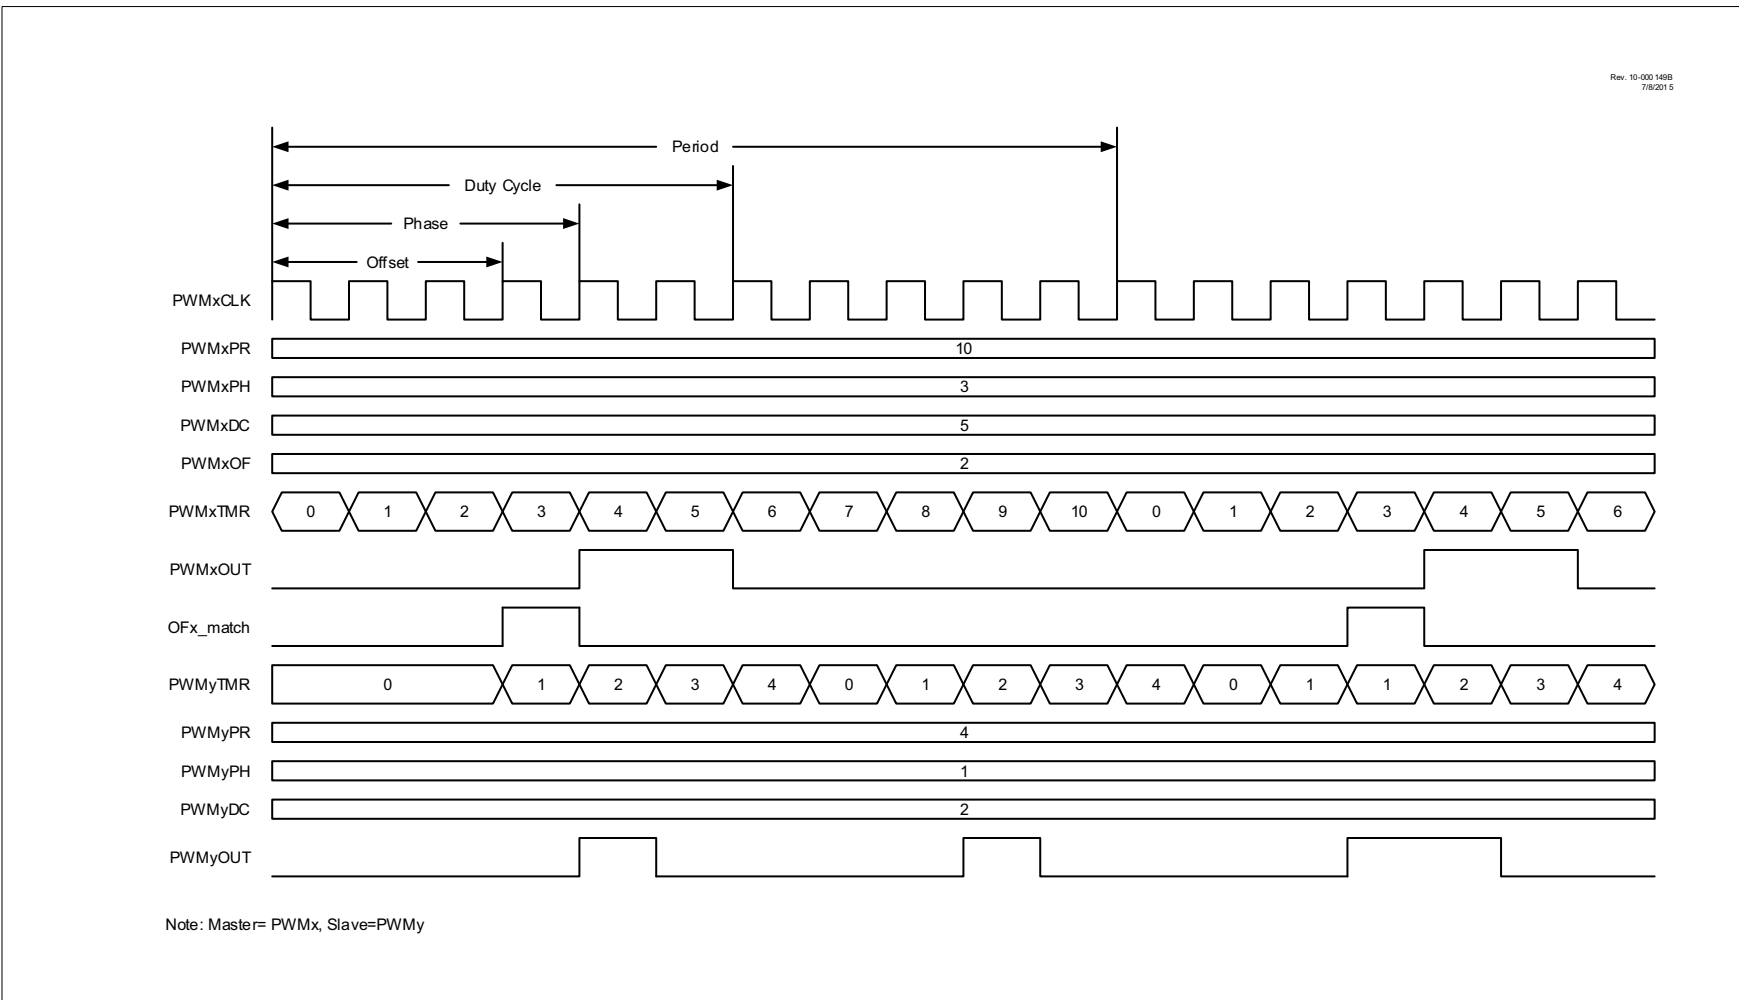 Rev. 10-000 149B
7/8/201 5
Period
Duty Cycle
Phase
Offset
PWMxCLK
PWMxPR 10
PWMxPH 3
PWMxDC 5
PWMxOF 2
PWMxTMR 0 1 2 3 4 5 6 7 8 9 10 0 1 2 3 4 5 6
PWMxOUT
OFx_match
PWMyTMR 0 1 2 3 4 0 1 2 3 4 0 1 1 2 3 4
PWMyPR 4
PWMyPH 1
PWMyDC 2
PWMyOUT
Note: Master= PWMx, Slave=PWMy